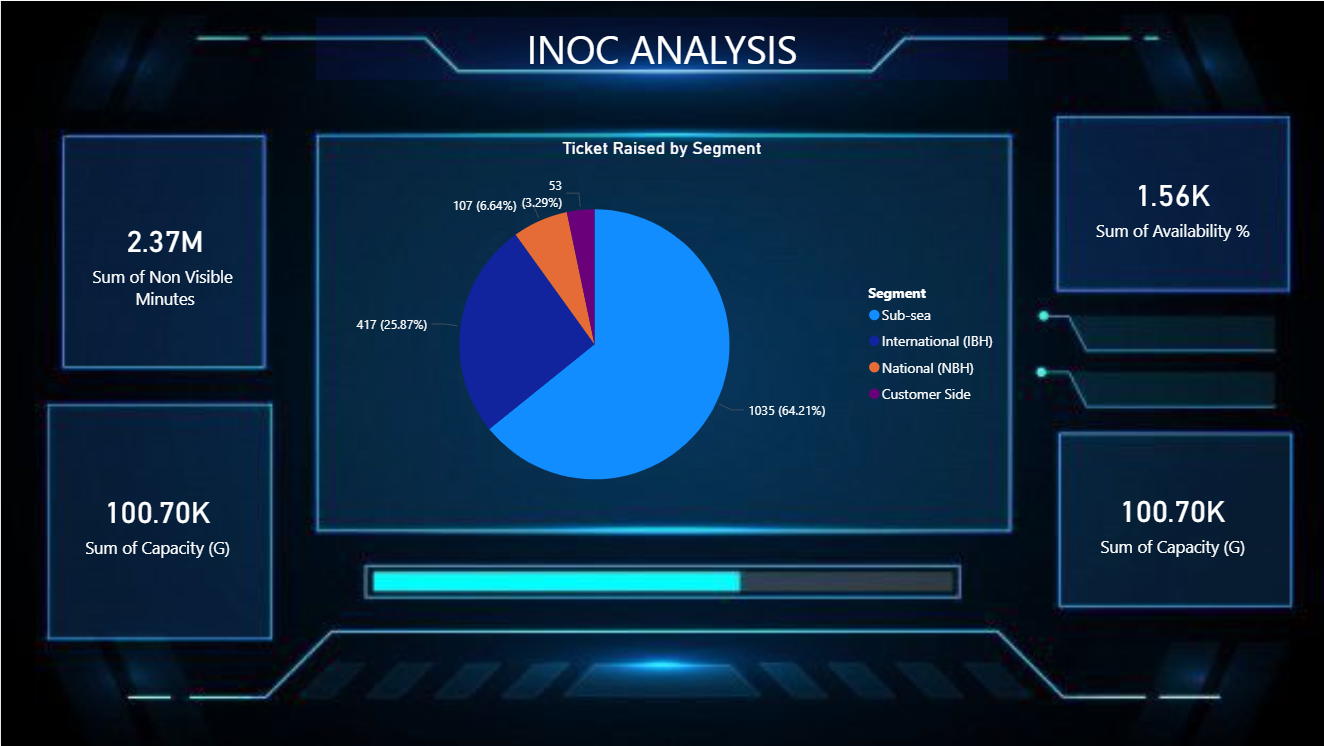 INOC ANALYSIS
2.37M
Sum of Non Visible
Minutes
100.70K
Sum of Capacity (G)
Ticket Raised by Segment
53
(3.29%)
107 (6.64%)
417 (25.87%)
1035 (64.21%)
Segment
Sub-sea
International (IBH)
National (NBH)
Customer Side
1.56K
Sum of Availability %
100.70K
Sum of Capacity (G)